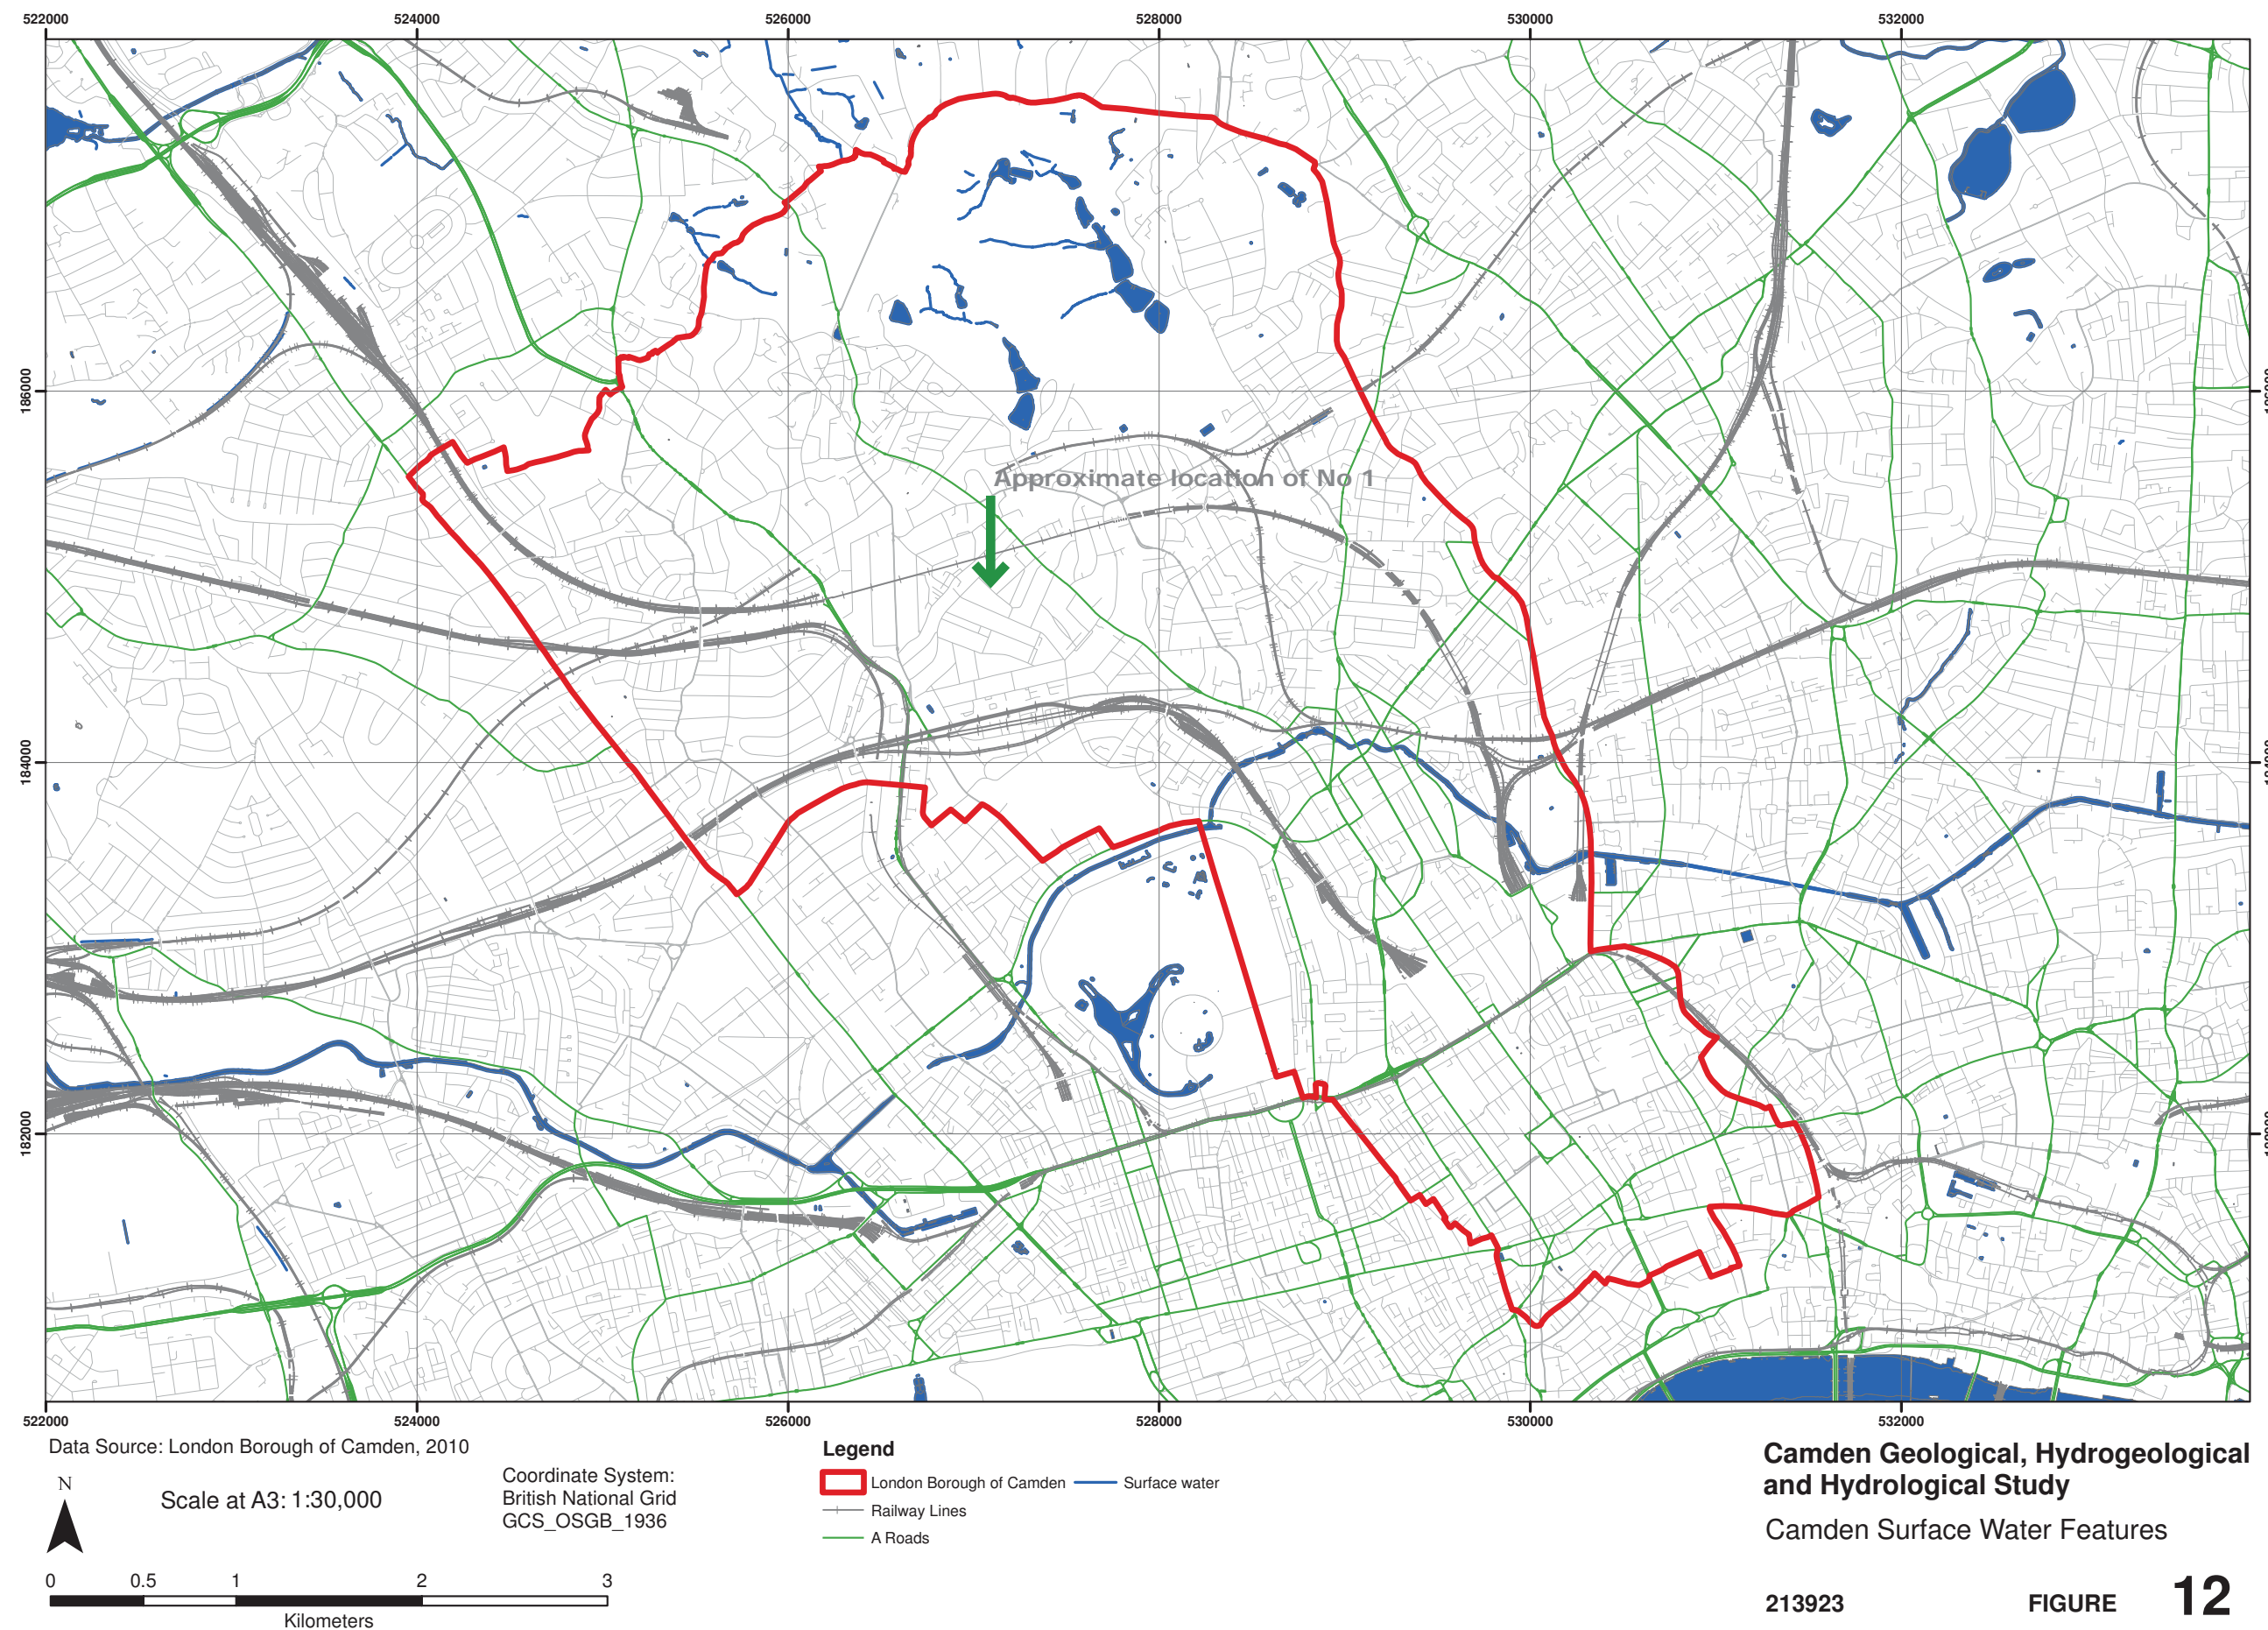 522000 524000 526000 528000 530000 532000
186000
184000
182000
Approximate location of No 1
522000 524000 526000 528000 530000 532000
Data Source: London Borough of Camden, 2010
N
Scale at A3: 1:30,000
Coordinate System:
British National Grid
GCS_OSGB_1936
0 0.5 1 2 3
Kilometers
Legend
London Borough of Camden
Surface water
Railway Lines
A Roads
Camden Geological, Hydrogeological
and Hydrological Study
Camden Surface Water Features
213923 FIGURE 12